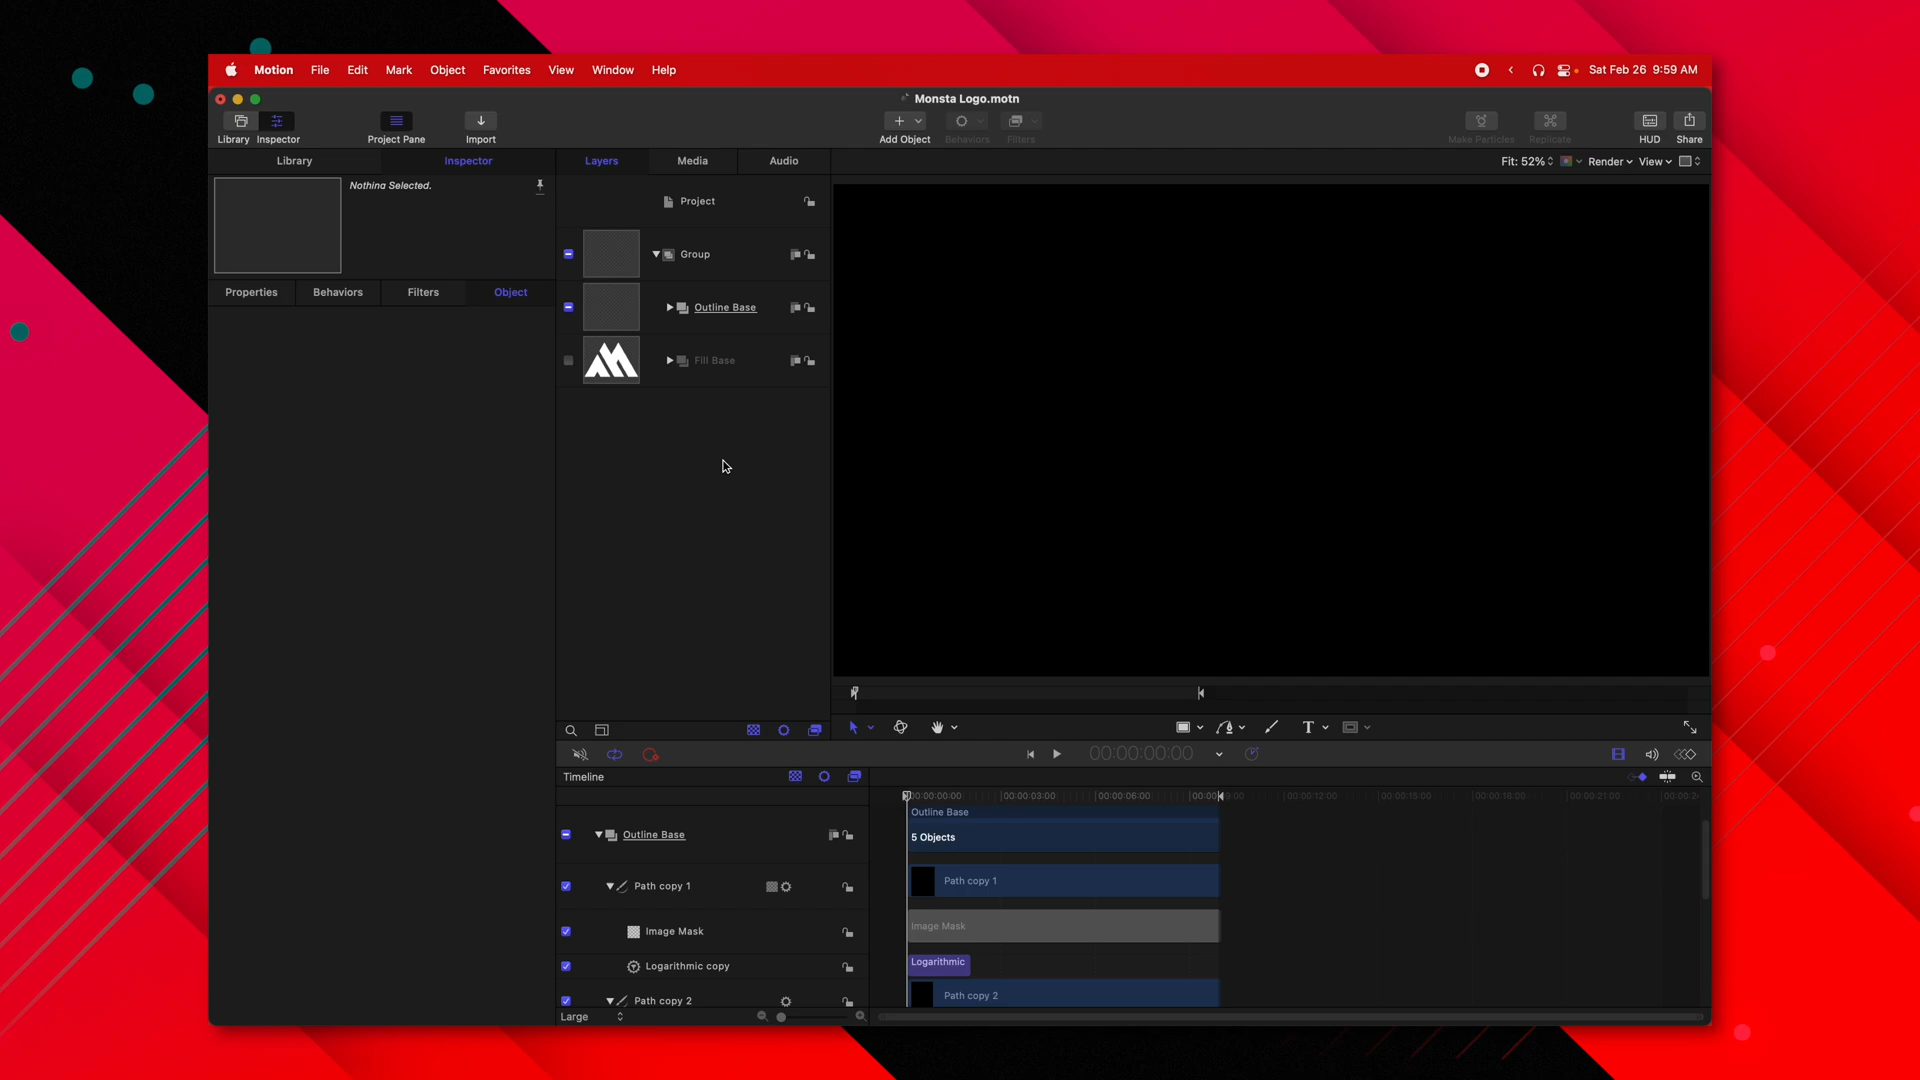 Motion File Edit Mark Object Favorites View Window Help
Sat Feb 26 9:59 AM
Monsta Logo.motn
Library Inspector Project Pane Import
Add Object Behaviors Filters
Make Particles Replicate HUD Share
Library Inspector Layers Media Audio
Fit: 52% Render View
Nothing Selected.
Properties Behaviors Filters Object
Project
Group
Outline Base
Fill Base
00:00:00:00
Timeline
00:00:00:00 00:00:03:00 00:00:06:00 00:00:12:00 00:00:15:00 00:00:18:00 00:00:21:00
Outline Base
Outline Base
5 Objects
Path copy 1
Path copy 1
Image Mask
Image Mask
Logarithmic copy
Logarithmic
Path copy 2
Path copy 2
Large